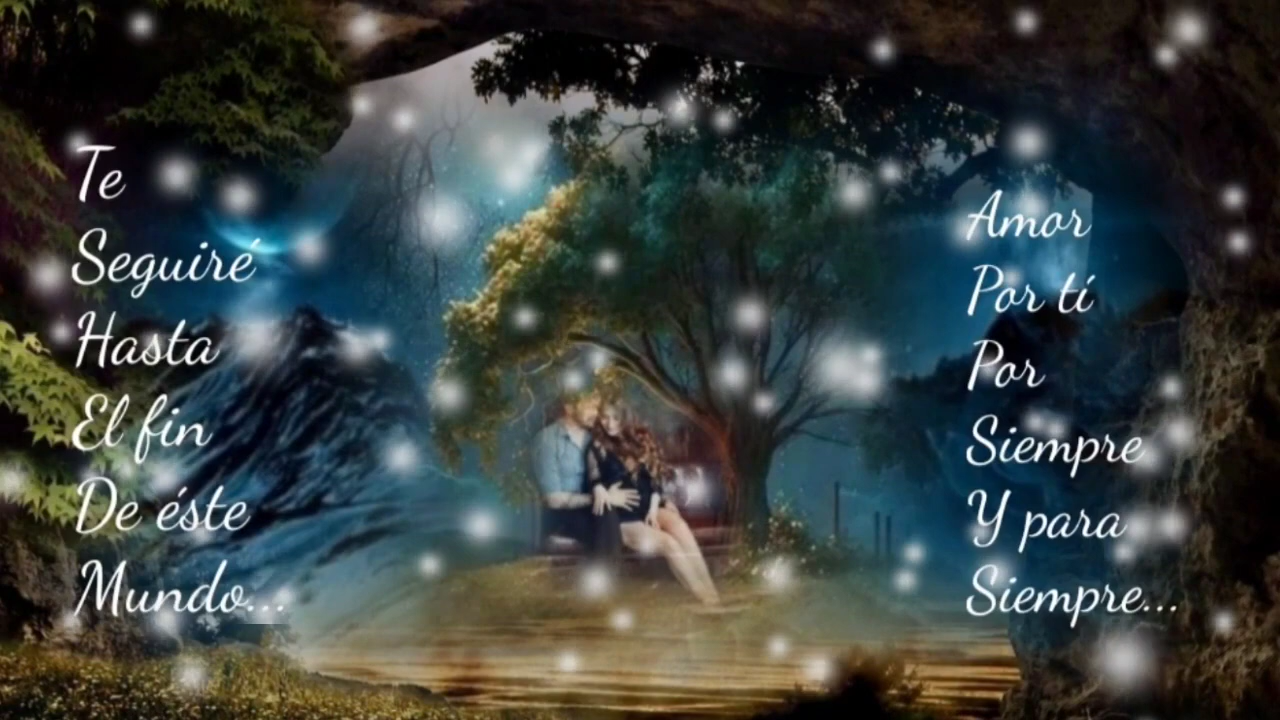 Te
Seguiré
Hasta
El fin
De éste
Mundo...
Amor
Por tí
Por
Siempre
Y para
Siempre...